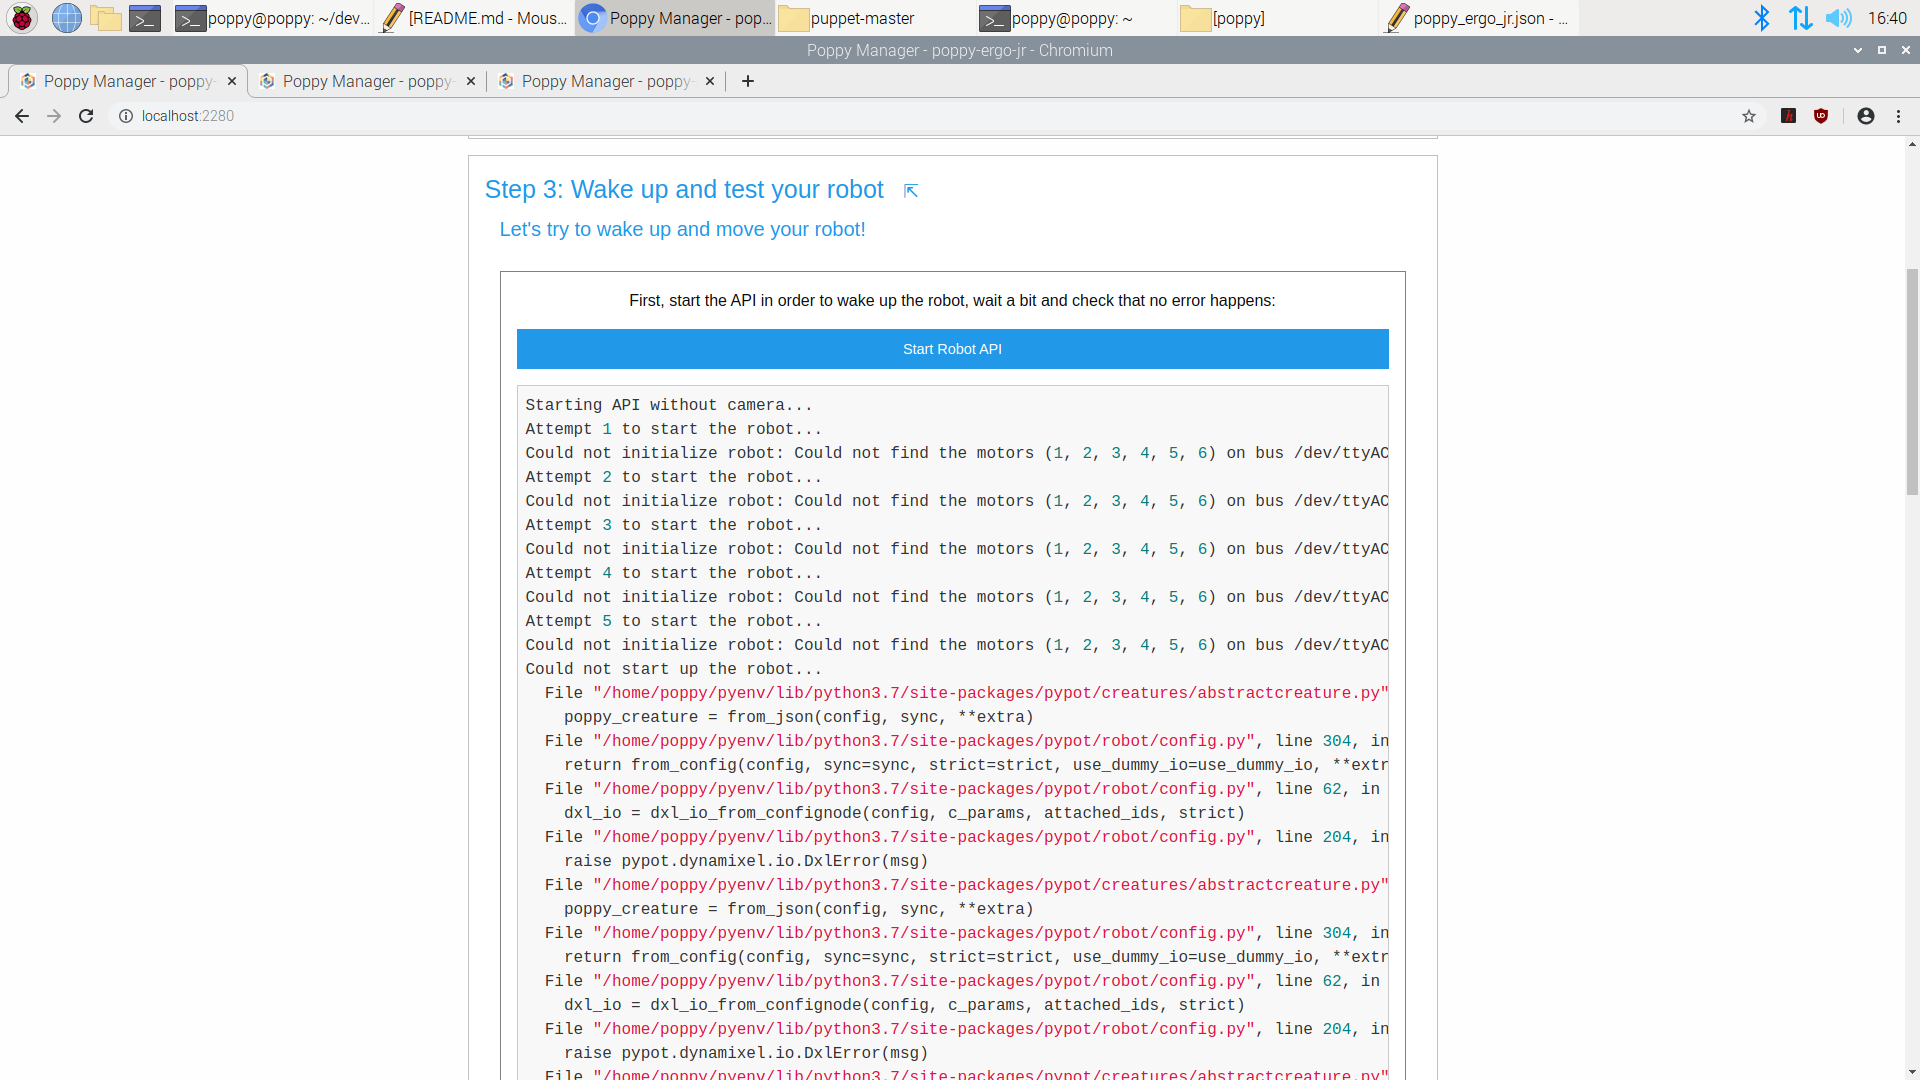 poppy@poppy: ~/dev... [README.md - Mous... Poppy Manager - pop... puppet-master poppy@poppy: ~ [poppy] poppy_ergo_jr.json - ... 16:40
Poppy Manager - poppy-ergo-jr - Chromium
Poppy Manager - poppy- Poppy Manager - poppy- Poppy Manager - poppy-
localhost:2280
Step 3: Wake up and test your robot
Let's try to wake up and move your robot!
First, start the API in order to wake up the robot, wait a bit and check that no error happens:
Start Robot API
Starting API without camera...
Attempt 1 to start the robot...
Could not initialize robot: Could not find the motors (1, 2, 3, 4, 5, 6) on bus /dev/ttyAC
Attempt 2 to start the robot...
Could not initialize robot: Could not find the motors (1, 2, 3, 4, 5, 6) on bus /dev/ttyAC
Attempt 3 to start the robot...
Could not initialize robot: Could not find the motors (1, 2, 3, 4, 5, 6) on bus /dev/ttyAC
Attempt 4 to start the robot...
Could not initialize robot: Could not find the motors (1, 2, 3, 4, 5, 6) on bus /dev/ttyAC
Attempt 5 to start the robot...
Could not initialize robot: Could not find the motors (1, 2, 3, 4, 5, 6) on bus /dev/ttyAC
Could not start up the robot...
File "/home/poppy/pyenv/lib/python3.7/site-packages/pypot/creatures/abstractcreature.py"
poppy_creature = from_json(config, sync, **extra)
File "/home/poppy/pyenv/lib/python3.7/site-packages/pypot/robot/config.py", line 304, in
return from_config(config, sync=sync, strict=strict, use_dummy_io=use_dummy_io, **extr
File "/home/poppy/pyenv/lib/python3.7/site-packages/pypot/robot/config.py", line 62, in
dxl_io = dxl_io_from_confignode(config, c_params, attached_ids, strict)
File "/home/poppy/pyenv/lib/python3.7/site-packages/pypot/robot/config.py", line 204, in
raise pypot.dynamixel.io.DxlError(msg)
File "/home/poppy/pyenv/lib/python3.7/site-packages/pypot/creatures/abstractcreature.py"
poppy_creature = from_json(config, sync, **extra)
File "/home/poppy/pyenv/lib/python3.7/site-packages/pypot/robot/config.py", line 304, in
return from_config(config, sync=sync, strict=strict, use_dummy_io=use_dummy_io, **extr
File "/home/poppy/pyenv/lib/python3.7/site-packages/pypot/robot/config.py", line 62, in
dxl_io = dxl_io_from_confignode(config, c_params, attached_ids, strict)
File "/home/poppy/pyenv/lib/python3.7/site-packages/pypot/robot/config.py", line 204, in
raise pypot.dynamixel.io.DxlError(msg)
File "/home/poppy/pyenv/lib/python3.7/site-packages/pypot/creatures/abstractcreature.py"